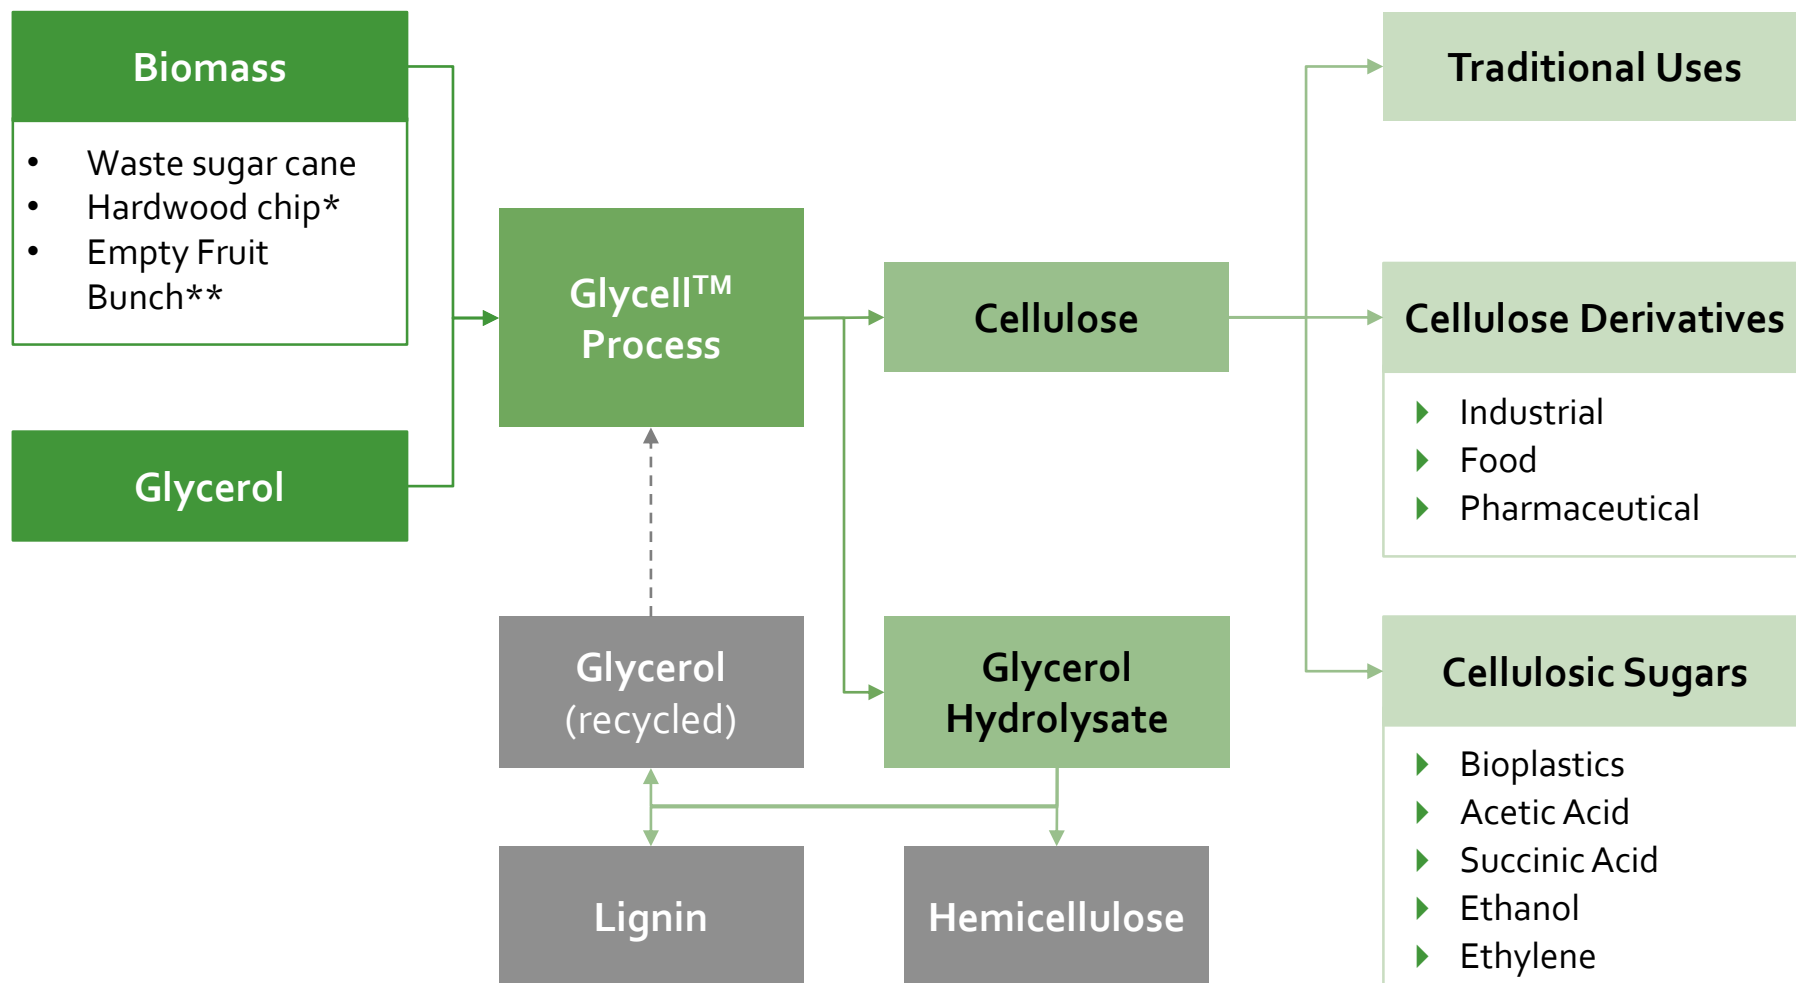 Biomass
• Waste sugar cane
• Hardwood chip*
• Empty Fruit
Bunch**
Glycerol
Glycell™
Process
Glycerol
(recycled)
Lignin
Cellulose
Glycerol
Hydrolysate
Hemicellulose
Traditional Uses
Cellulose Derivatives
Industrial
Food
Pharmaceutical
Cellulosic Sugars
Bioplastics
Acetic Acid
Succinic Acid
Ethanol
Ethylene